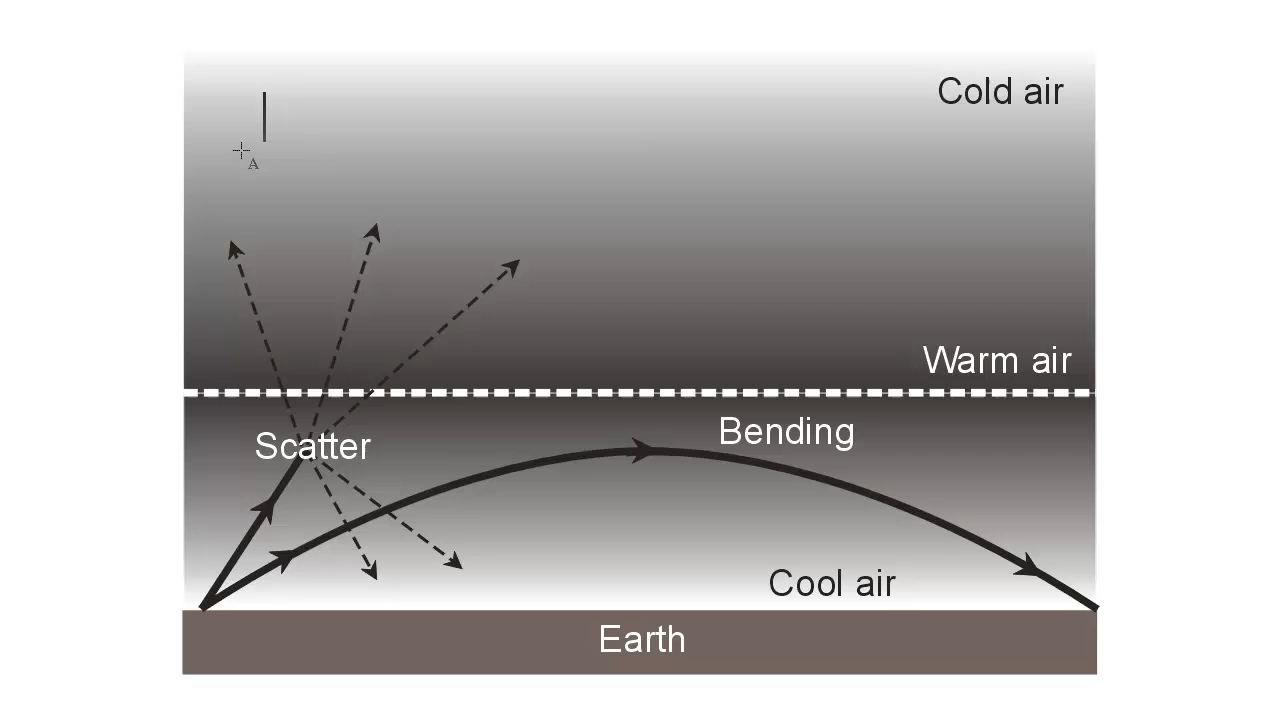 Cold air
Warm air
Bending
Scatter
Cool air
Earth